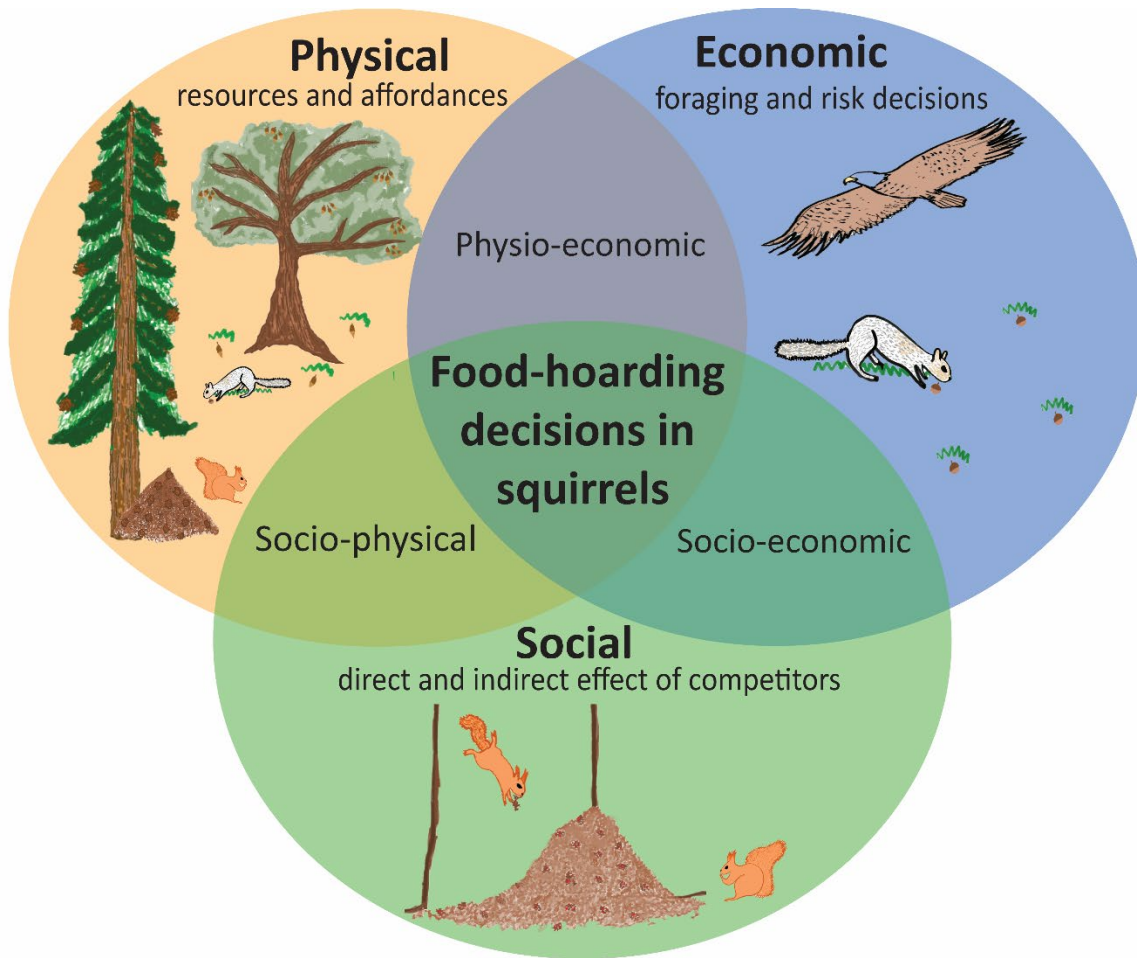 Physical
resources and affordances
Economic
foraging and risk decisions
Physio-economic
Food-hoarding
decisions in
squirrels
Socio-physical
Socio-economic
Social
direct and indirect effect of competitors